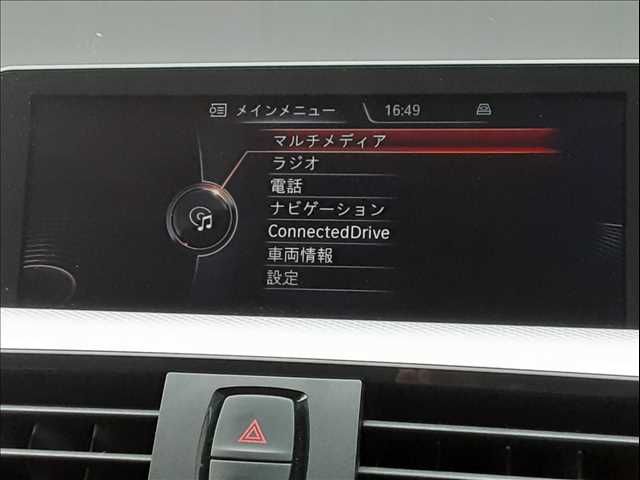 メインメニュー 16:49
マルチメディア
ラジオ
電話
ナビゲーション
ConnectedDrive
車両情報
設定